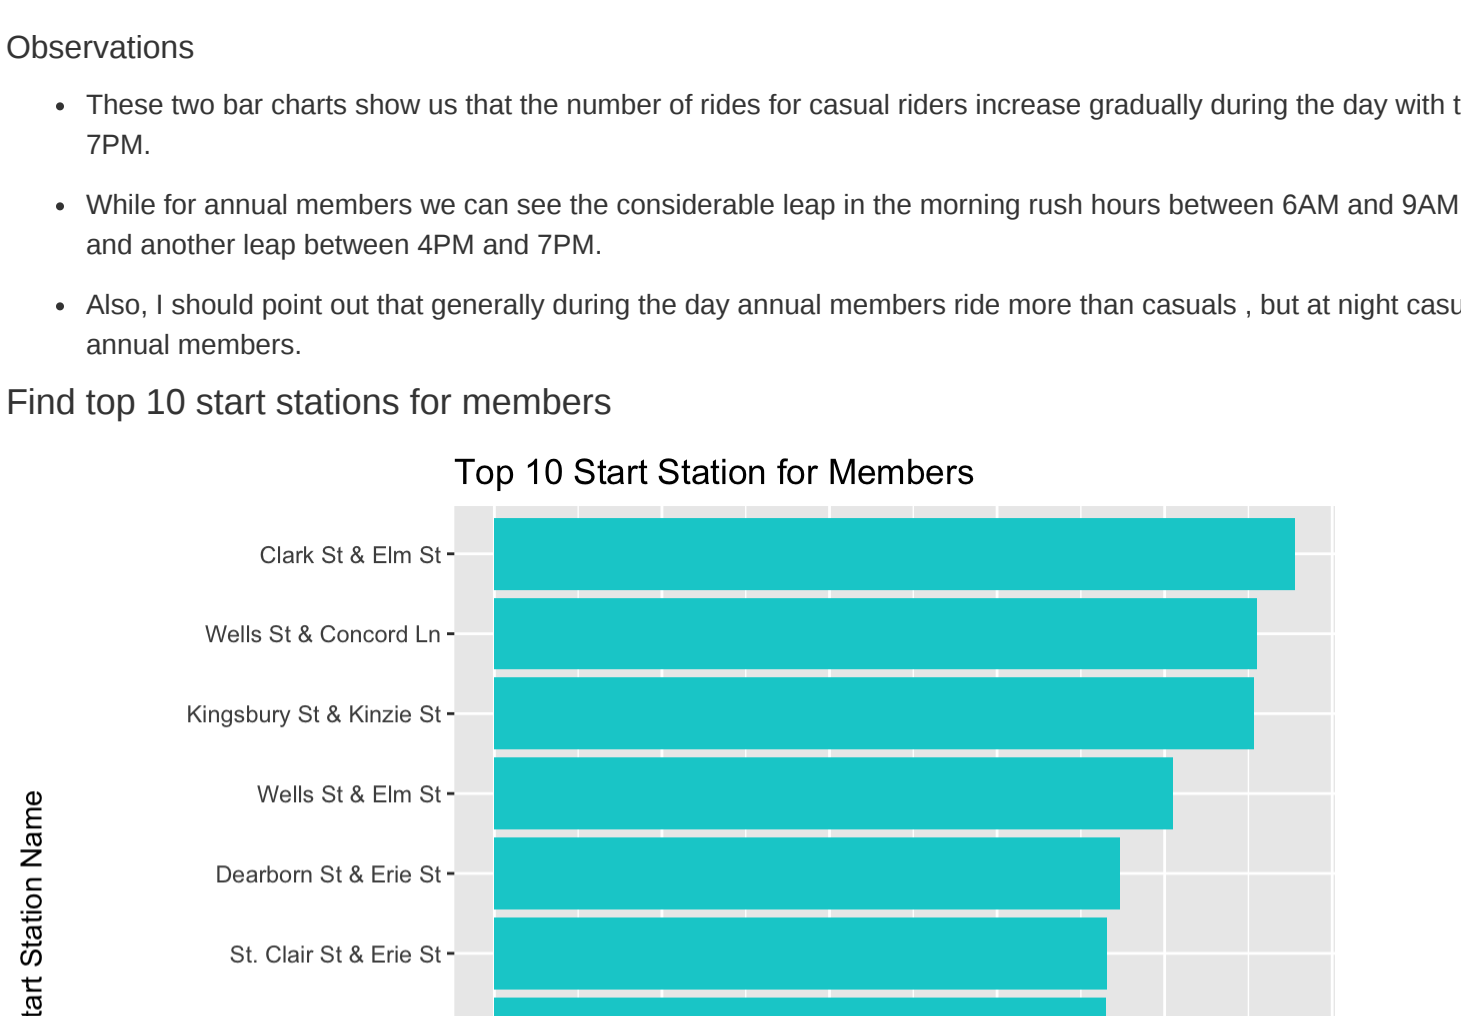 Observations
These two bar charts show us that the number of rides for casual riders increase gradually during the day with
7PM.
While for annual members we can see the considerable leap in the morning rush hours between 6AM and 9AM
and another leap between 4PM and 7PM.
Also, I should point out that generally during the day annual members ride more than casuals , but at night
annual members.
Find top 10 start stations for members
Top 10 Start Station for Members
Clark St & Elm St
Wells St & Concord Ln
Kingsbury St & Kinzie St
Wells St & Elm St
Dearborn St & Erie St
St. Clair St & Erie St
Station Name